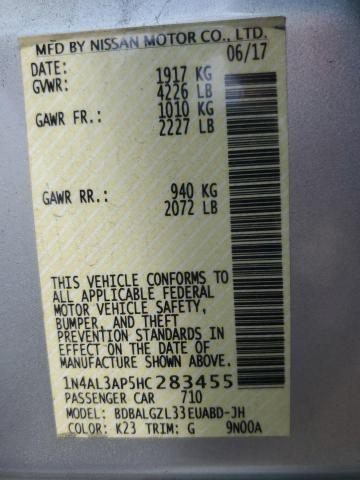 MFD BY NISSAN MOTOR CO., LTD.
DATE: 06/17
GVWR: 1917 KG
4226 LB
GAWR FR.: 1010 KG
2227 LB
GAWR RR.: 940 KG
2072 LB
THIS VEHICLE CONFORMS TO
ALL APPLICABLE FEDERAL
MOTOR VEHICLE SAFETY,
BUMPER, AND THEFT
PREVENTION STANDARDS
IN EFFECT ON THE DATE OF
MANUFACTURE SHOWN ABOVE.
1N4AL3AP5HC283455
PASSENGER CAR 710
MODEL: BDBALGZL33EUABD-JH
COLOR: K23 TRIM: G 9N00A